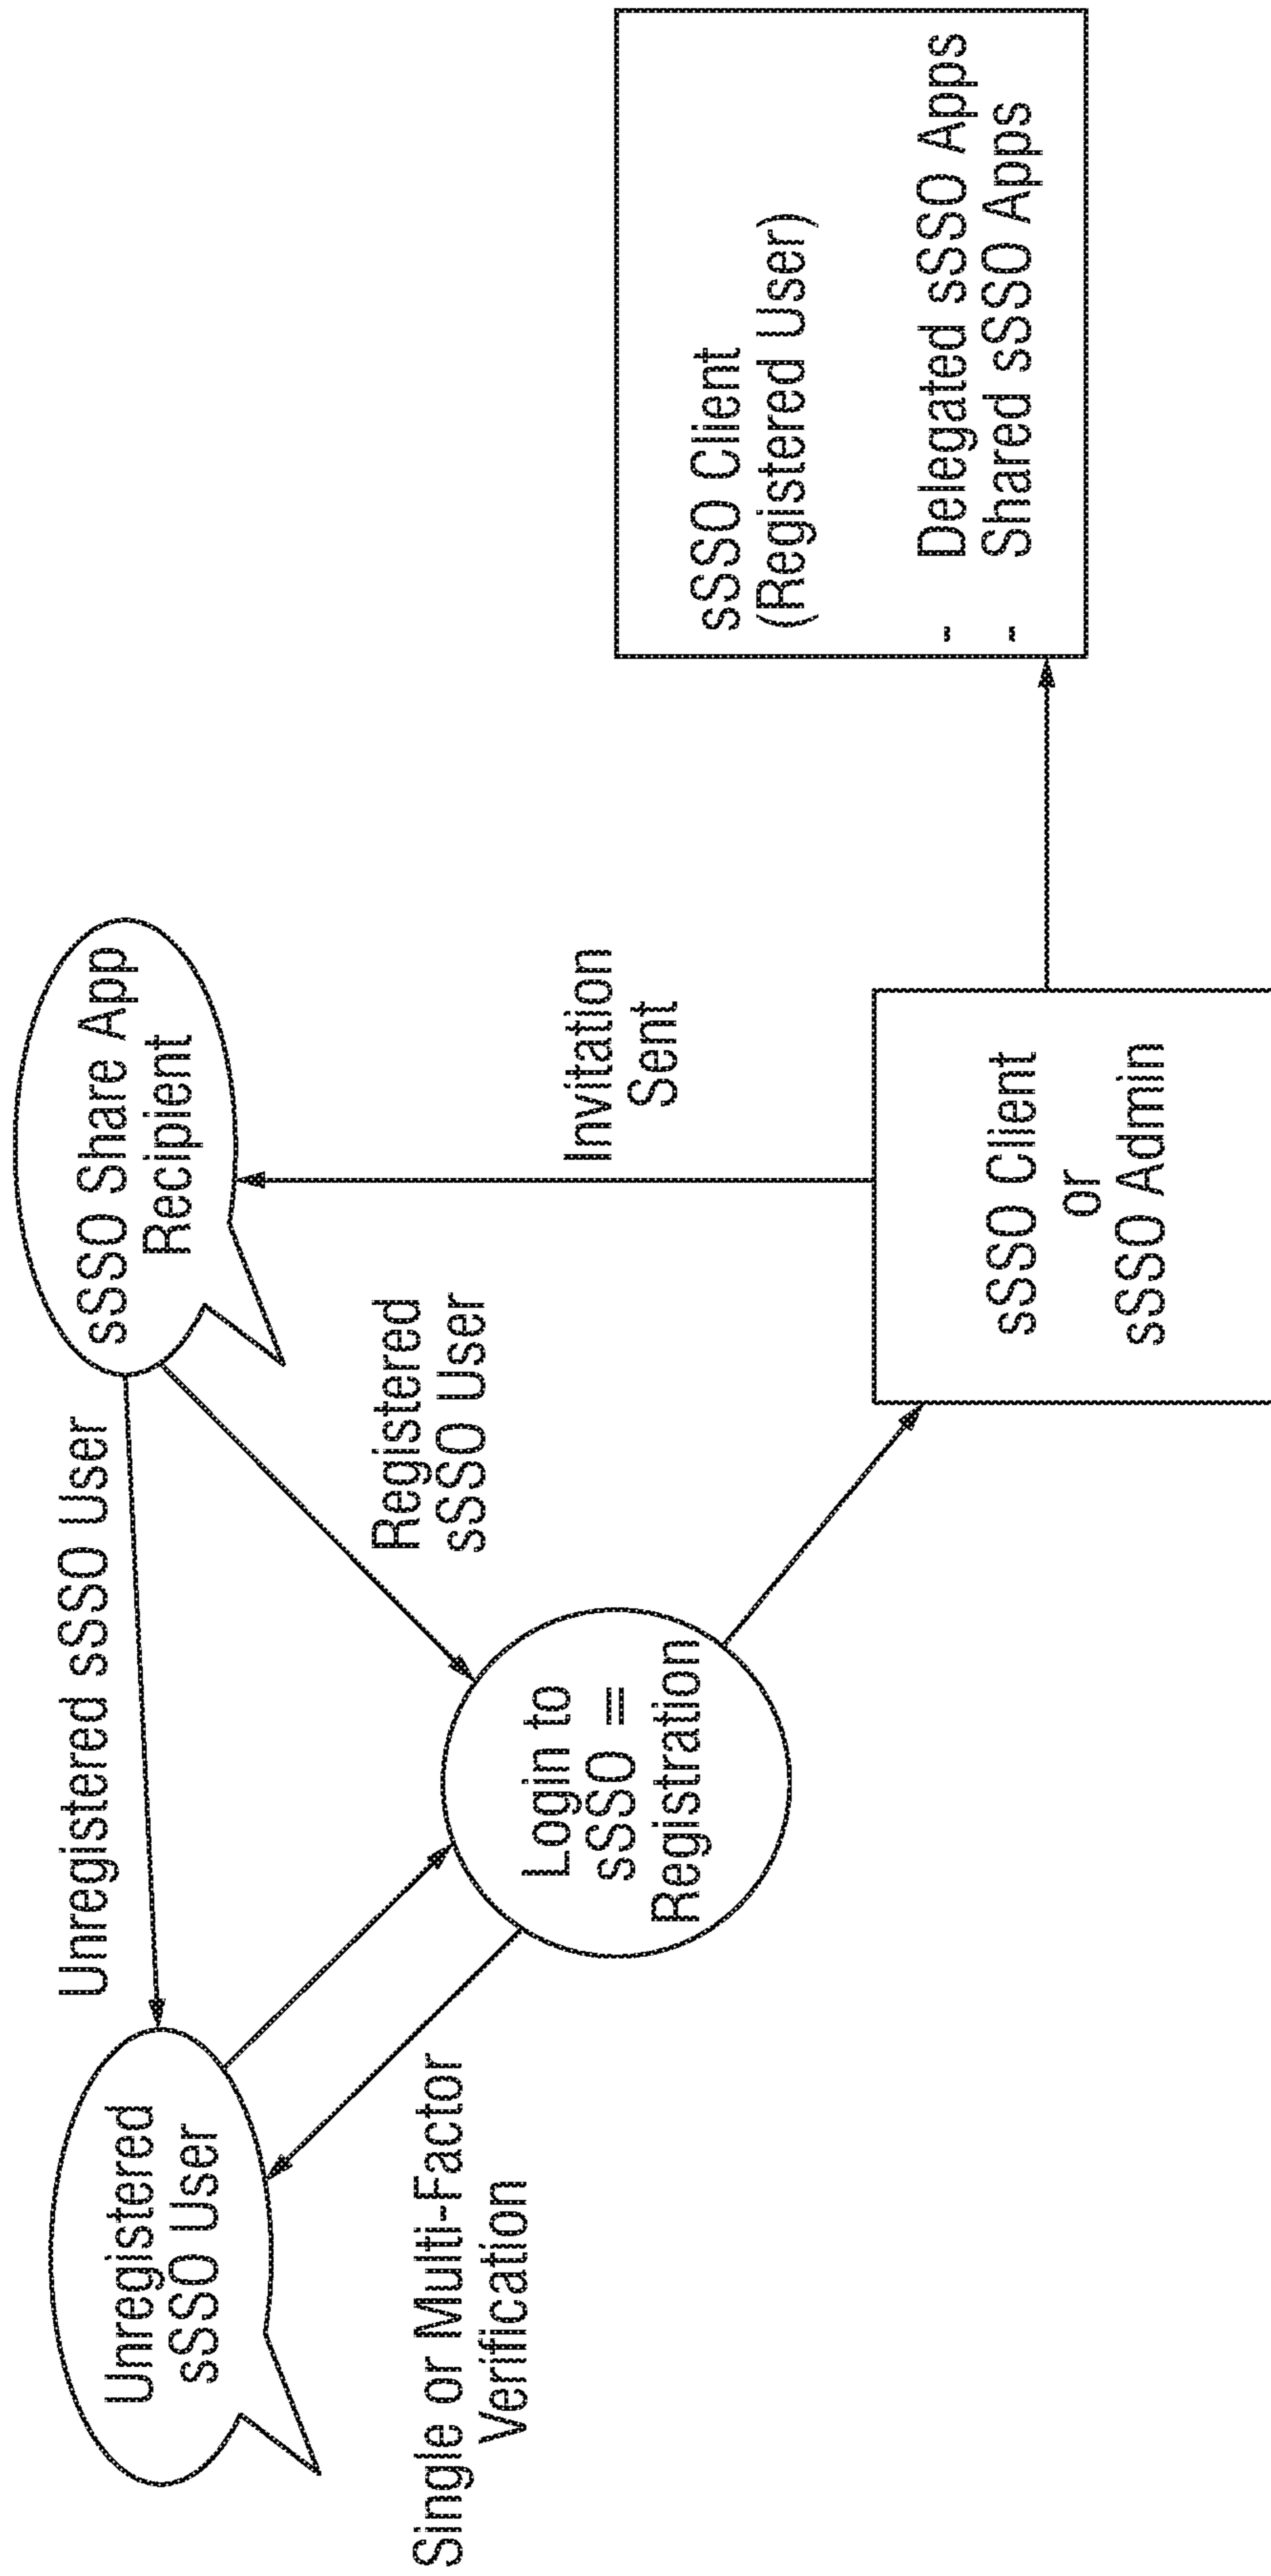 Unregistered
sSSO User
Unregistered sSSO User
sSSO Share App
Recipient
Single or Multi-Factor
Verification
Login to
sSSO =
Registration
Registered
sSSO User
Invitation
Sent
sSSO Client
or
sSSO Admin
sSSO Client
(Registered User)
- Delegated sSSO Apps
- Shared sSSO Apps